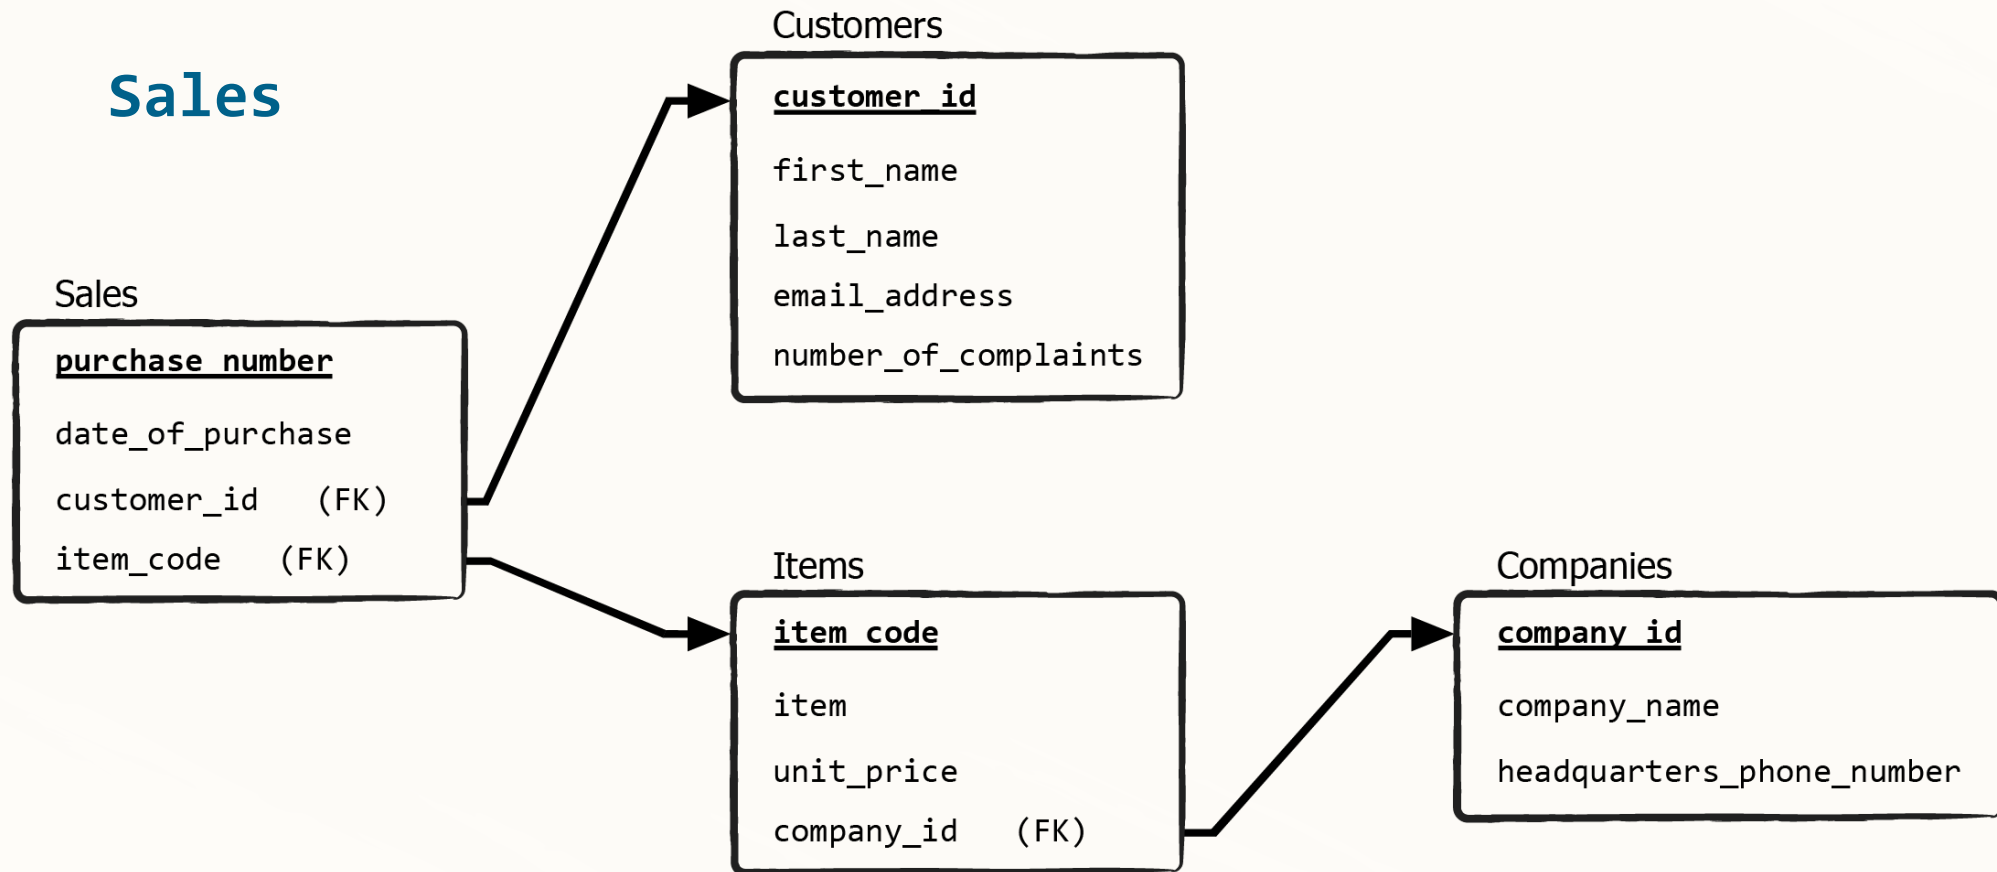 Sales
Customers
customer_id
first_name
last_name
email_address
number_of_complaints
Sales
purchase_number
date_of_purchase
customer_id (FK)
item_code (FK)
Items
item_code
item
unit_price
company_id (FK)
Companies
company_id
company_name
headquarters_phone_number